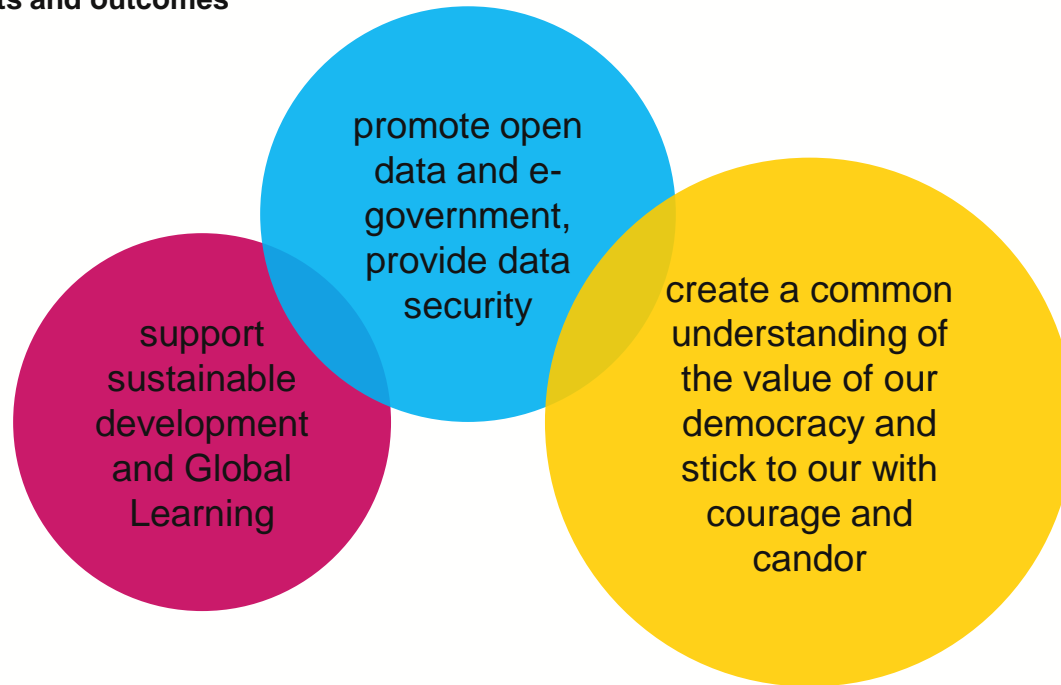 and outcomes
support
sustainable
development
and Global
Learning
promote open
data and e-
government,
provide data
security
create a common
understanding of
the value of our
democracy and
stick to our with
courage and
candor